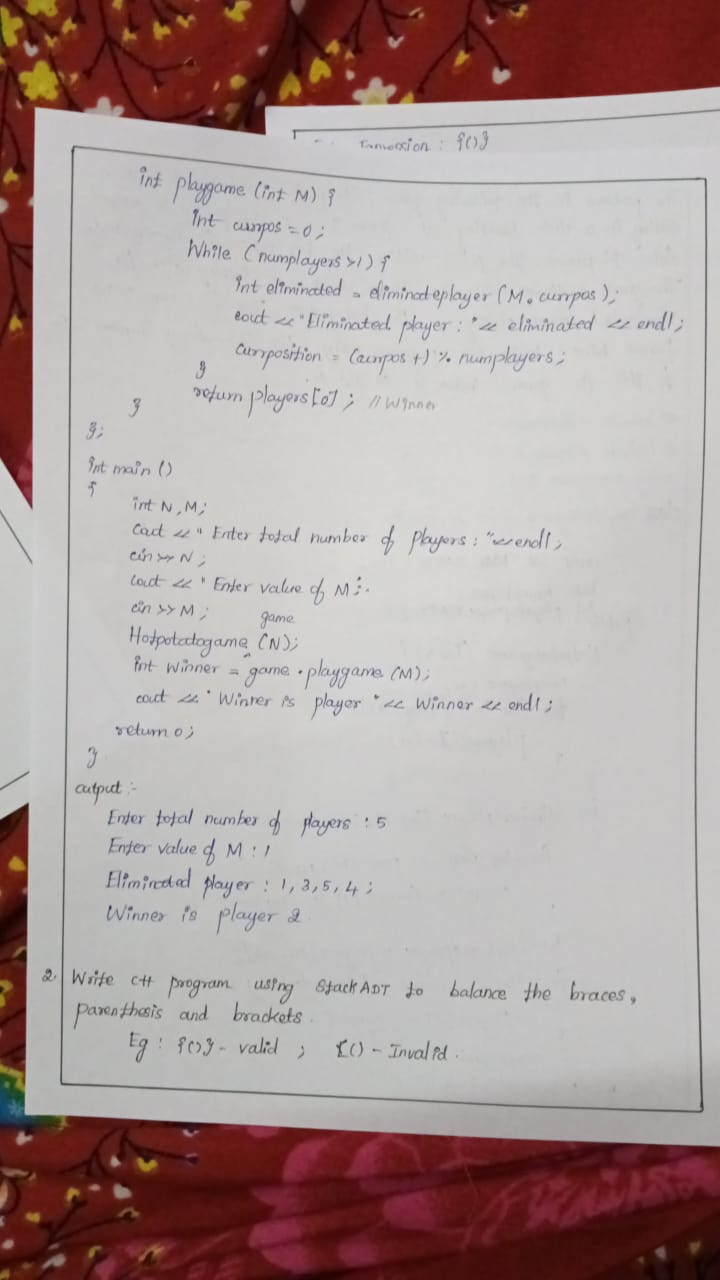 : {()}
int playgame (int M) {
int currpos = 0;
While (numplayers >1) {
int eliminated = eliminateplayer (M, currpos);
cout << "Eliminated player : "<< eliminated << endl;
currposition = (currpos +) % numplayers;
}
return players[0]; // Winner
}
};
int main ()
{
int N, M;
cout << " Enter total number of players : "<<endl;
cin >> N;
cout << " Enter value of M :.
cin >> M;
game
Hotpotatogame (N);
int Winner = game . playgame (M);
cout << " Winner is player "<< Winner << endl;
return 0;
}
output :-
Enter total number of players : 5
Enter value of M : 1
Eliminated player : 1, 3, 5, 4 ;
Winner is player 2
2. Write c++ program using Stack ADT to balance the braces,
parenthesis and brackets.
Eg : {()} - valid ; {() - Invalid.